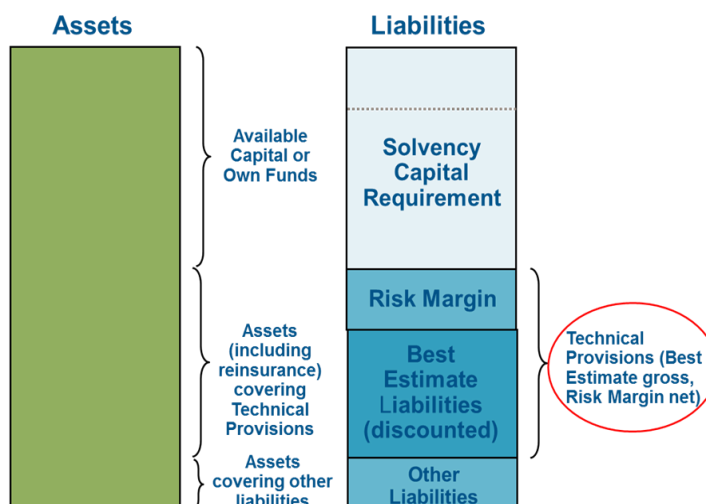 Assets
Liabilities
Available
Capital or
Own Funds
Solvency
Capital
Requirement
Risk Margin
Assets
(including
reinsurance)
covering
Technical
Provisions
Best
Estimate
Liabilities
(discounted)
Technical
Provisions (Best
Estimate gross,
Risk Margin net)
Assets
covering other
liabilities
Other
Liabilities